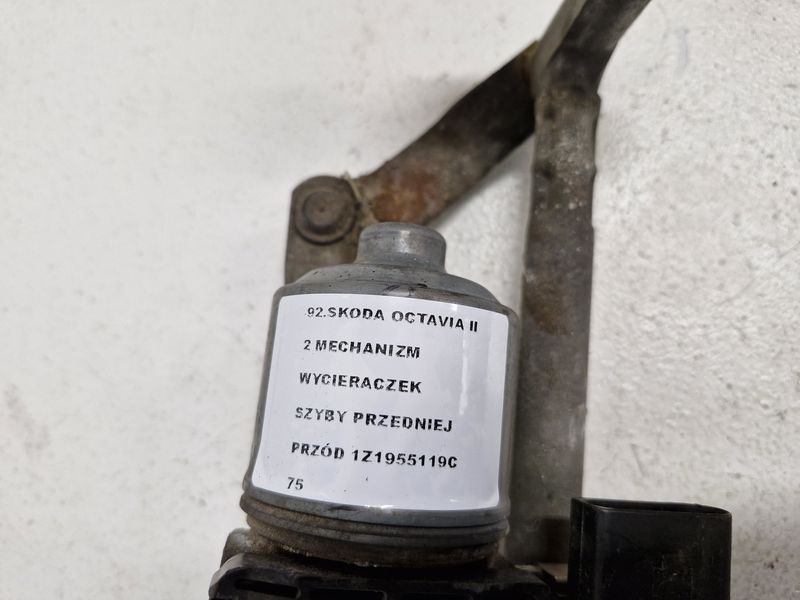 92.SKODA OCTAVIA II
2 MECHANIZM
WYCIERACZEK
SZYBY PRZEDNIEJ
PRZÓD 1Z1955119C
75